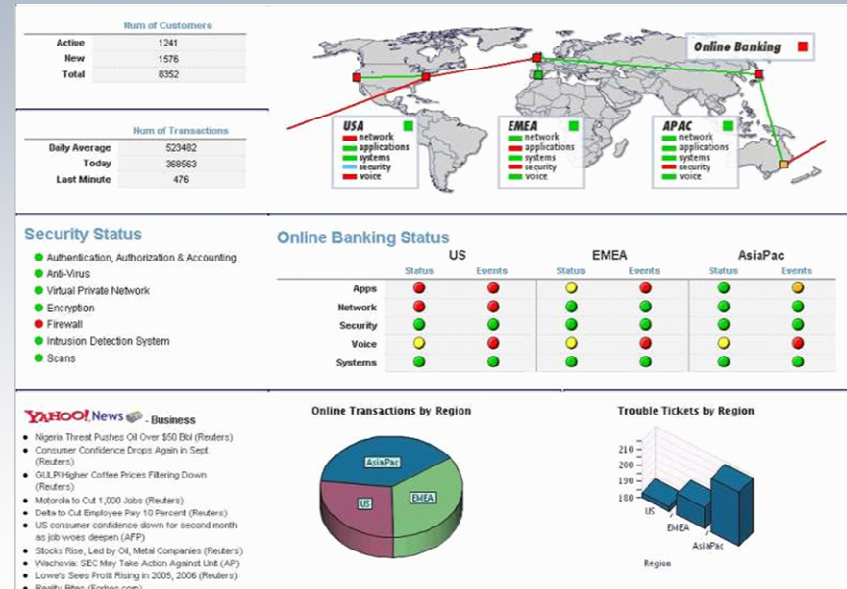 Num of Customers
Active 1241
New 1576
Total 8352
Num of Transactions
Daily Average 523482
Today 368563
Last Minute 476
Online Banking
USA
network
applications
systems
security
voice
EMEA
network
applications
systems
security
voice
APAC
network
applications
systems
security
voice
Security Status
Authentication, Authorization & Accounting
Anti-Virus
Virtual Private Network
Encryption
Firewall
Intrusion Detection System
Scans
Online Banking Status
US EMEA AsiaPac
Status Events Status Events Status Events
Apps
Network
Security
Voice
Systems
YAHOO! News - Business
Nigeria Threat Pushes Oil Over $50 Bbl (Reuters)
Consumer Confidence Drops Again in Sept.
(Reuters)
GULP!Higher Coffee Prices Filtering Down
(Reuters)
Motorola to Cut 1,000 Jobs (Reuters)
Delta to Cut Employee Pay 10 Percent (Reuters)
US consumer confidence down for second month
as job woes deepen (AFP)
Stocks Rise, Led by Oil, Metal Companies (Reuters)
Wachovia: SEC May Take Action Against Unit (AP)
Lowe's Sees Profit Rising in 2005, 2006 (Reuters)
Reality Bites (Forbes.com)
Online Transactions by Region
AsiaPac
US
EMEA
Trouble Tickets by Region
210
200
190
180
US
EMEA
AsiaPac
Region